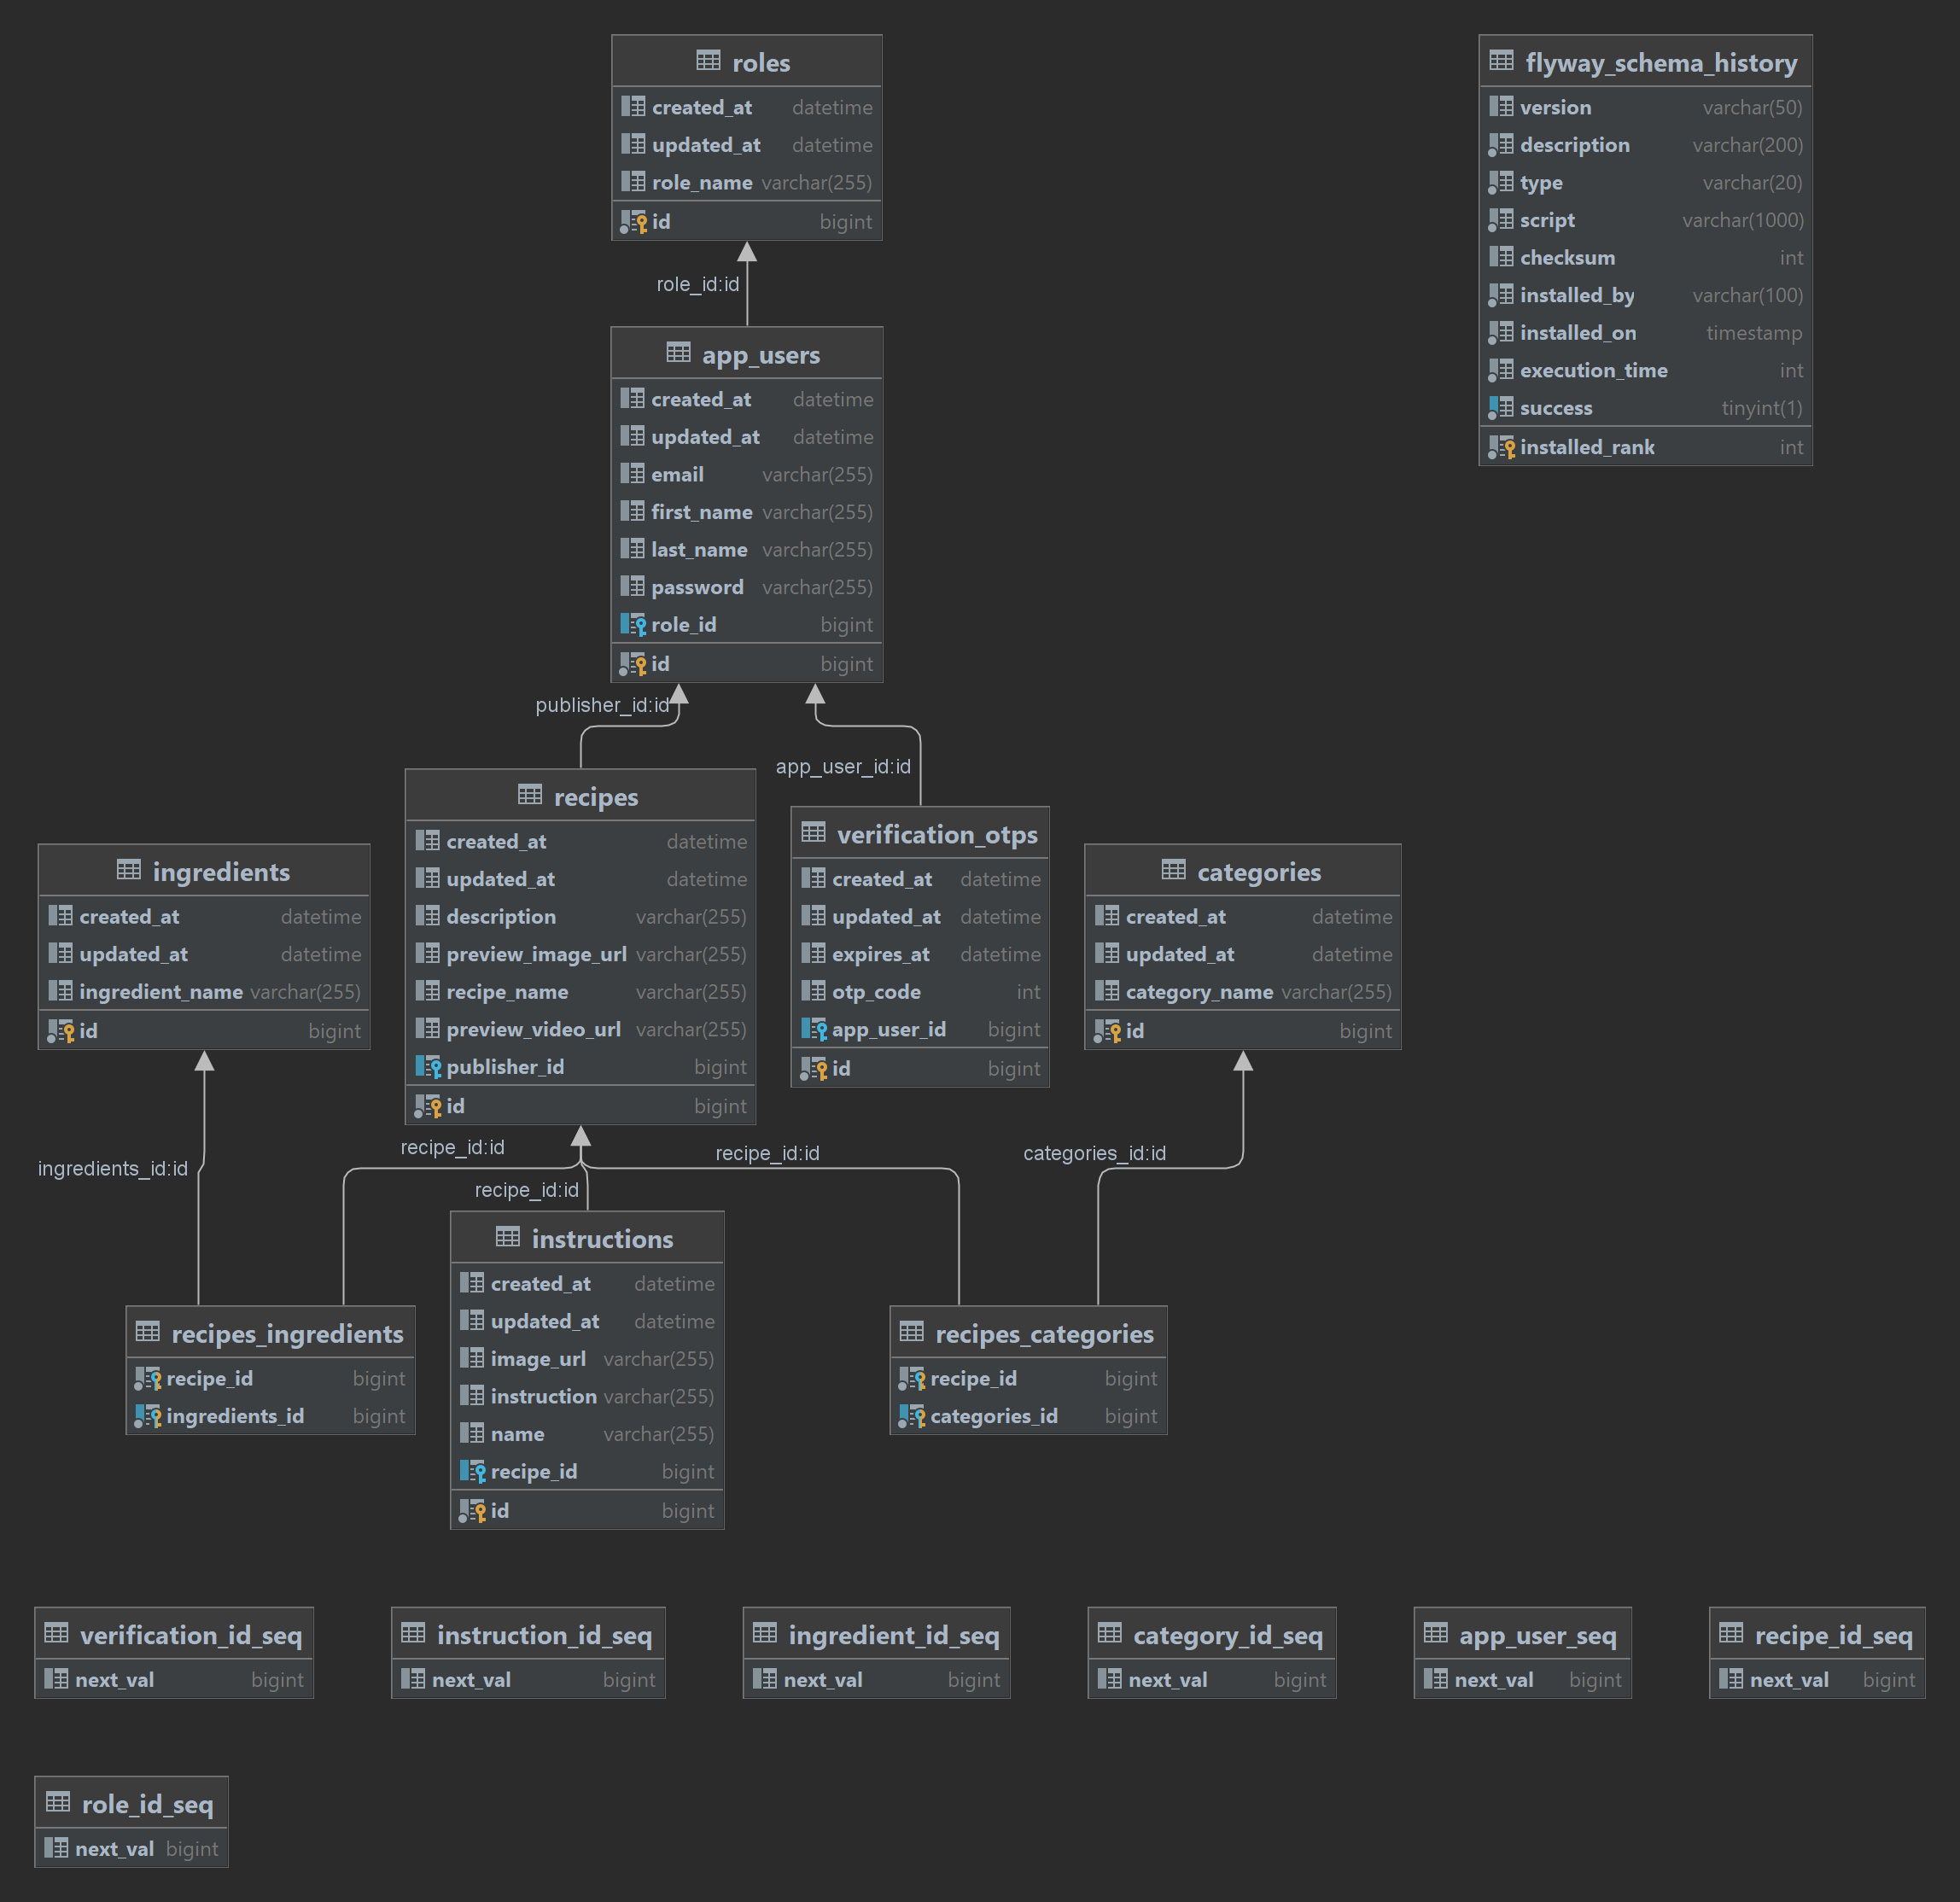 roles
created_at datetime
updated_at datetime
role_name varchar(255)
id bigint
flyway_schema_history
version varchar(50)
description varchar(200)
type varchar(20)
script varchar(1000)
checksum int
installed_by varchar(100)
installed_on timestamp
execution_time int
success tinyint(1)
installed_rank int
role_id:id
app_users
created_at datetime
updated_at datetime
email varchar(255)
first_name varchar(255)
last_name varchar(255)
password varchar(255)
role_id bigint
id bigint
publisher_id:id
app_user_id:id
ingredients
created_at datetime
updated_at datetime
ingredient_name varchar(255)
id bigint
recipes
created_at datetime
updated_at datetime
description varchar(255)
preview_image_url varchar(255)
recipe_name varchar(255)
preview_video_url varchar(255)
publisher_id bigint
id bigint
verification_otps
created_at datetime
updated_at datetime
expires_at datetime
otp_code int
app_user_id bigint
id bigint
categories
created_at datetime
updated_at datetime
category_name varchar(255)
id bigint
ingredients_id:id
recipe_id:id
recipe_id:id
recipe_id:id
categories_id:id
recipes_ingredients
recipe_id bigint
ingredients_id bigint
instructions
created_at datetime
updated_at datetime
image_url varchar(255)
instruction varchar(255)
name varchar(255)
recipe_id bigint
id bigint
recipes_categories
recipe_id bigint
categories_id bigint
verification_id_seq
next_val bigint
instruction_id_seq
next_val bigint
ingredient_id_seq
next_val bigint
category_id_seq
next_val bigint
app_user_seq
next_val bigint
recipe_id_seq
next_val bigint
role_id_seq
next_val bigint